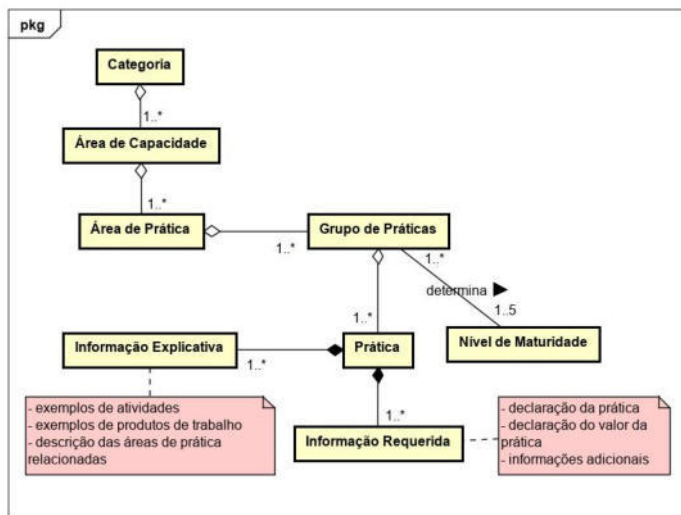 pkg
Categoria
1..*
Área de Capacidade
1..*
Área de Prática
1..*
Grupo de Práticas
1..*
determina ▶
1..5
Nível de Maturidade
1..*
Informação Explicativa
1..*
Prática
- exemplos de atividades
- exemplos de produtos de trabalho
- descrição das áreas de prática
relacionadas
1..*
Informação Requerida
- declaração da prática
- declaração do valor da
prática
- informações adicionais